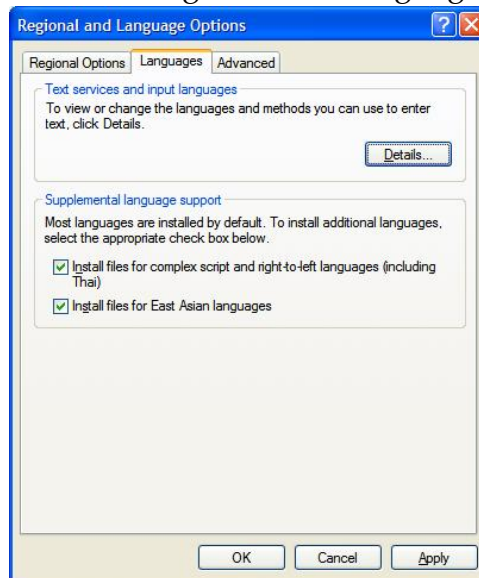 Regional and Language Options
Regional Options Languages Advanced
Text services and input languages
To view or change the languages and methods you can use to enter
text, click Details.
Details...
Supplemental language support
Most languages are installed by default. To install additional languages,
select the appropriate check box below.
Install files for complex script and right-to-left languages (including
Thai)
Install files for East Asian languages
OK Cancel Apply